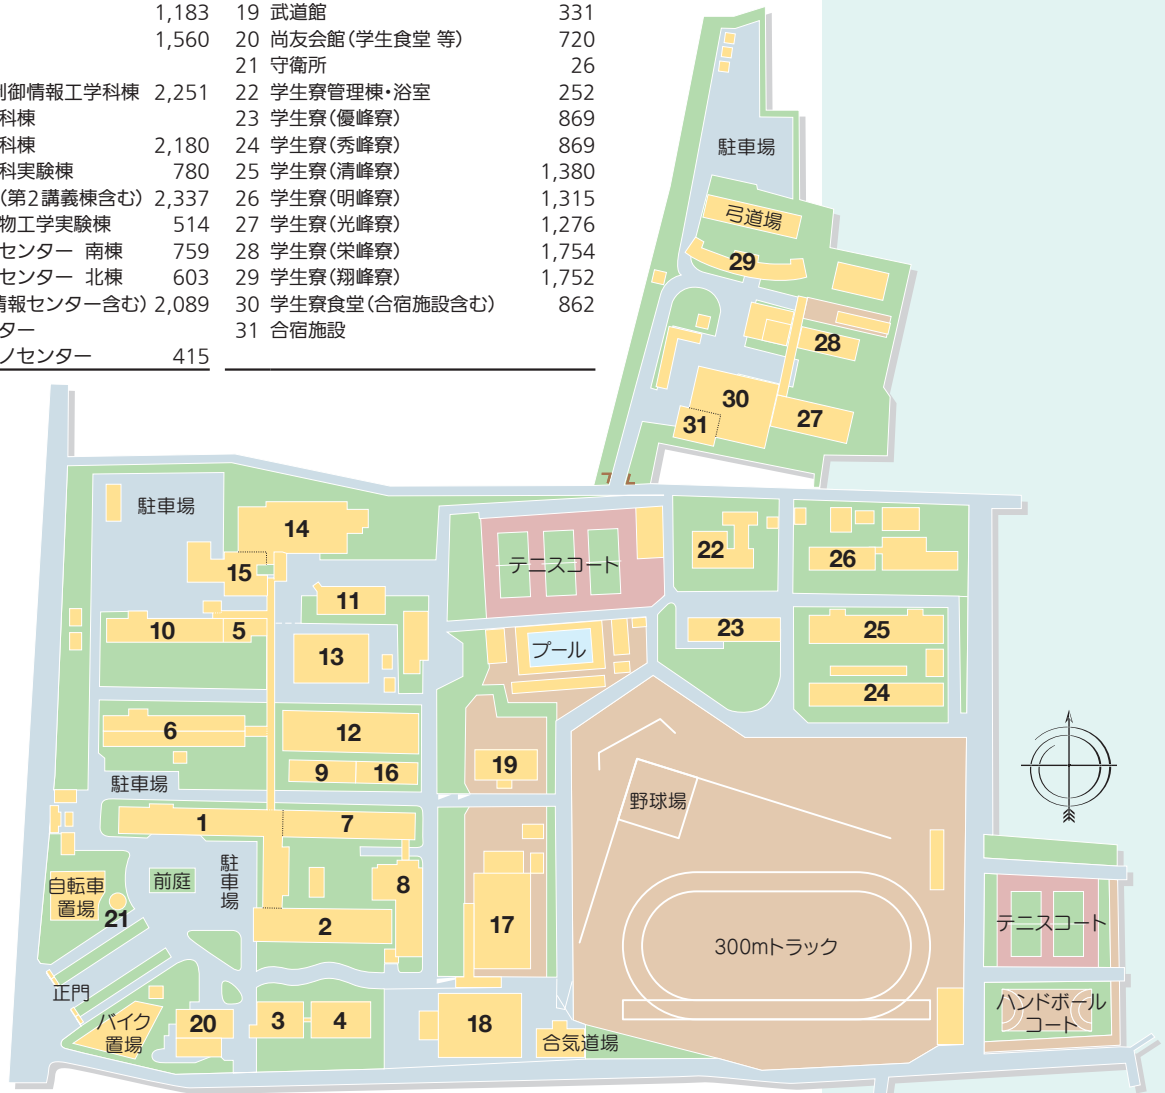 1,183
1,560
制御情報工学科棟 2,251
科棟
科棟 2,180
科実験棟 780
(第2講義棟含む) 2,337
物工学実験棟 514
センター 南棟 759
センター 北棟 603
情報センター含む) 2,089
ター
ノセンター 415
19 武道館 331
20 尚友会館(学生食堂 等) 720
21 守衛所 26
22 学生寮管理棟・浴室 252
23 学生寮(優峰寮) 869
24 学生寮(秀峰寮) 869
25 学生寮(清峰寮) 1,380
26 学生寮(明峰寮) 1,315
27 学生寮(光峰寮) 1,276
28 学生寮(栄峰寮) 1,754
29 学生寮(翔峰寮) 1,752
30 学生寮食堂(合宿施設含む) 862
31 合宿施設
駐車場
弓道場
29
28
30
31
27
駐車場
14
15
テニスコート
22
26
11
10
5
13
プール
23
25
24
6
12
9
16
19
駐車場
野球場
1
7
駐車場
前庭
自転車
置場
21
8
2
17
300mトラック
テニスコート
正門
バイク
置場
20
3
4
18
合気道場
ハンドボール
コート